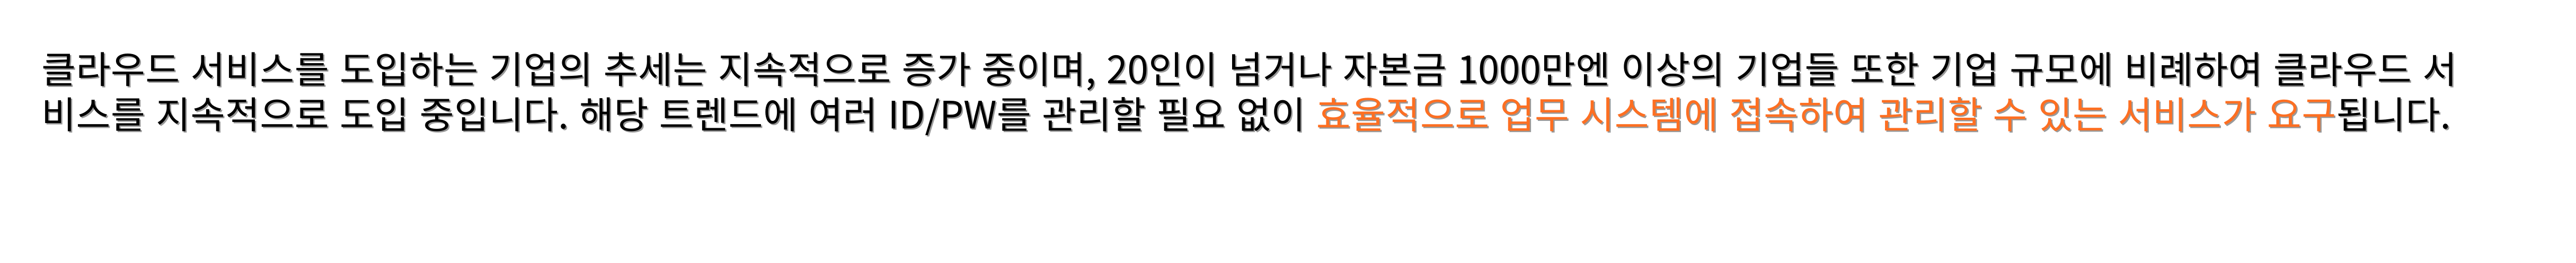 클라우드 서비스를 도입하는 기업의 추세는 지속적으로 증가 중이며, 20인이 넘거나 자본금 1000만엔 이상의 기업들 또한 기업 규모에 비례하여 클라우드 서
비스를 지속적으로 도입 중입니다. 해당 트렌드에 여러 ID/PW를 관리할 필요 없이 효율적으로 업무 시스템에 접속하여 관리할 수 있는 서비스가 요구됩니다.